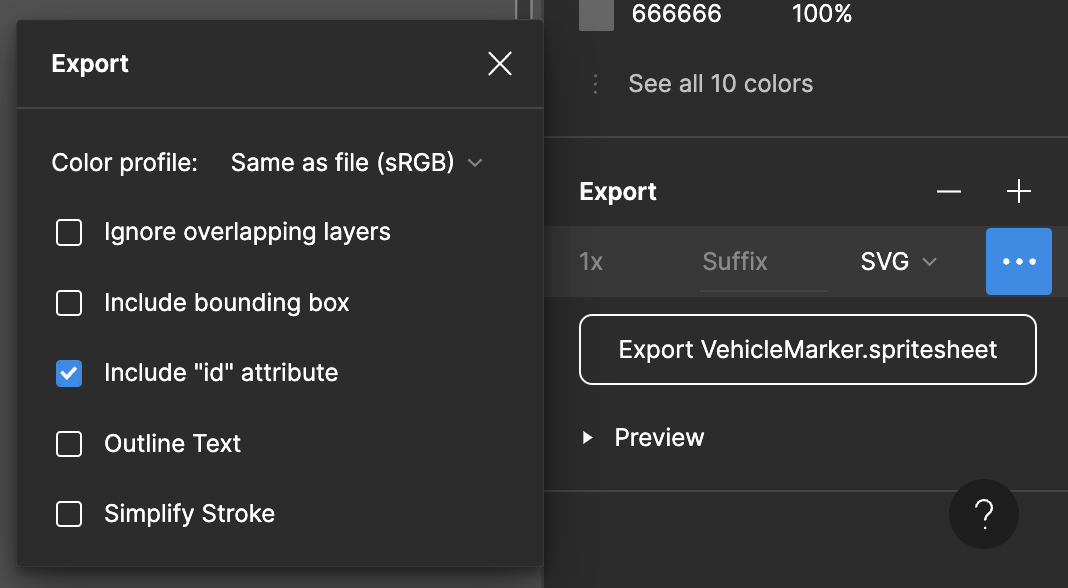 Export
Color profile: Same as file (sRGB)
Ignore overlapping layers
Include bounding box
Include "id" attribute
Outline Text
Simplify Stroke
666666 100%
See all 10 colors
Export
1x Suffix SVG
Export VehicleMarker.spritesheet
Preview
?